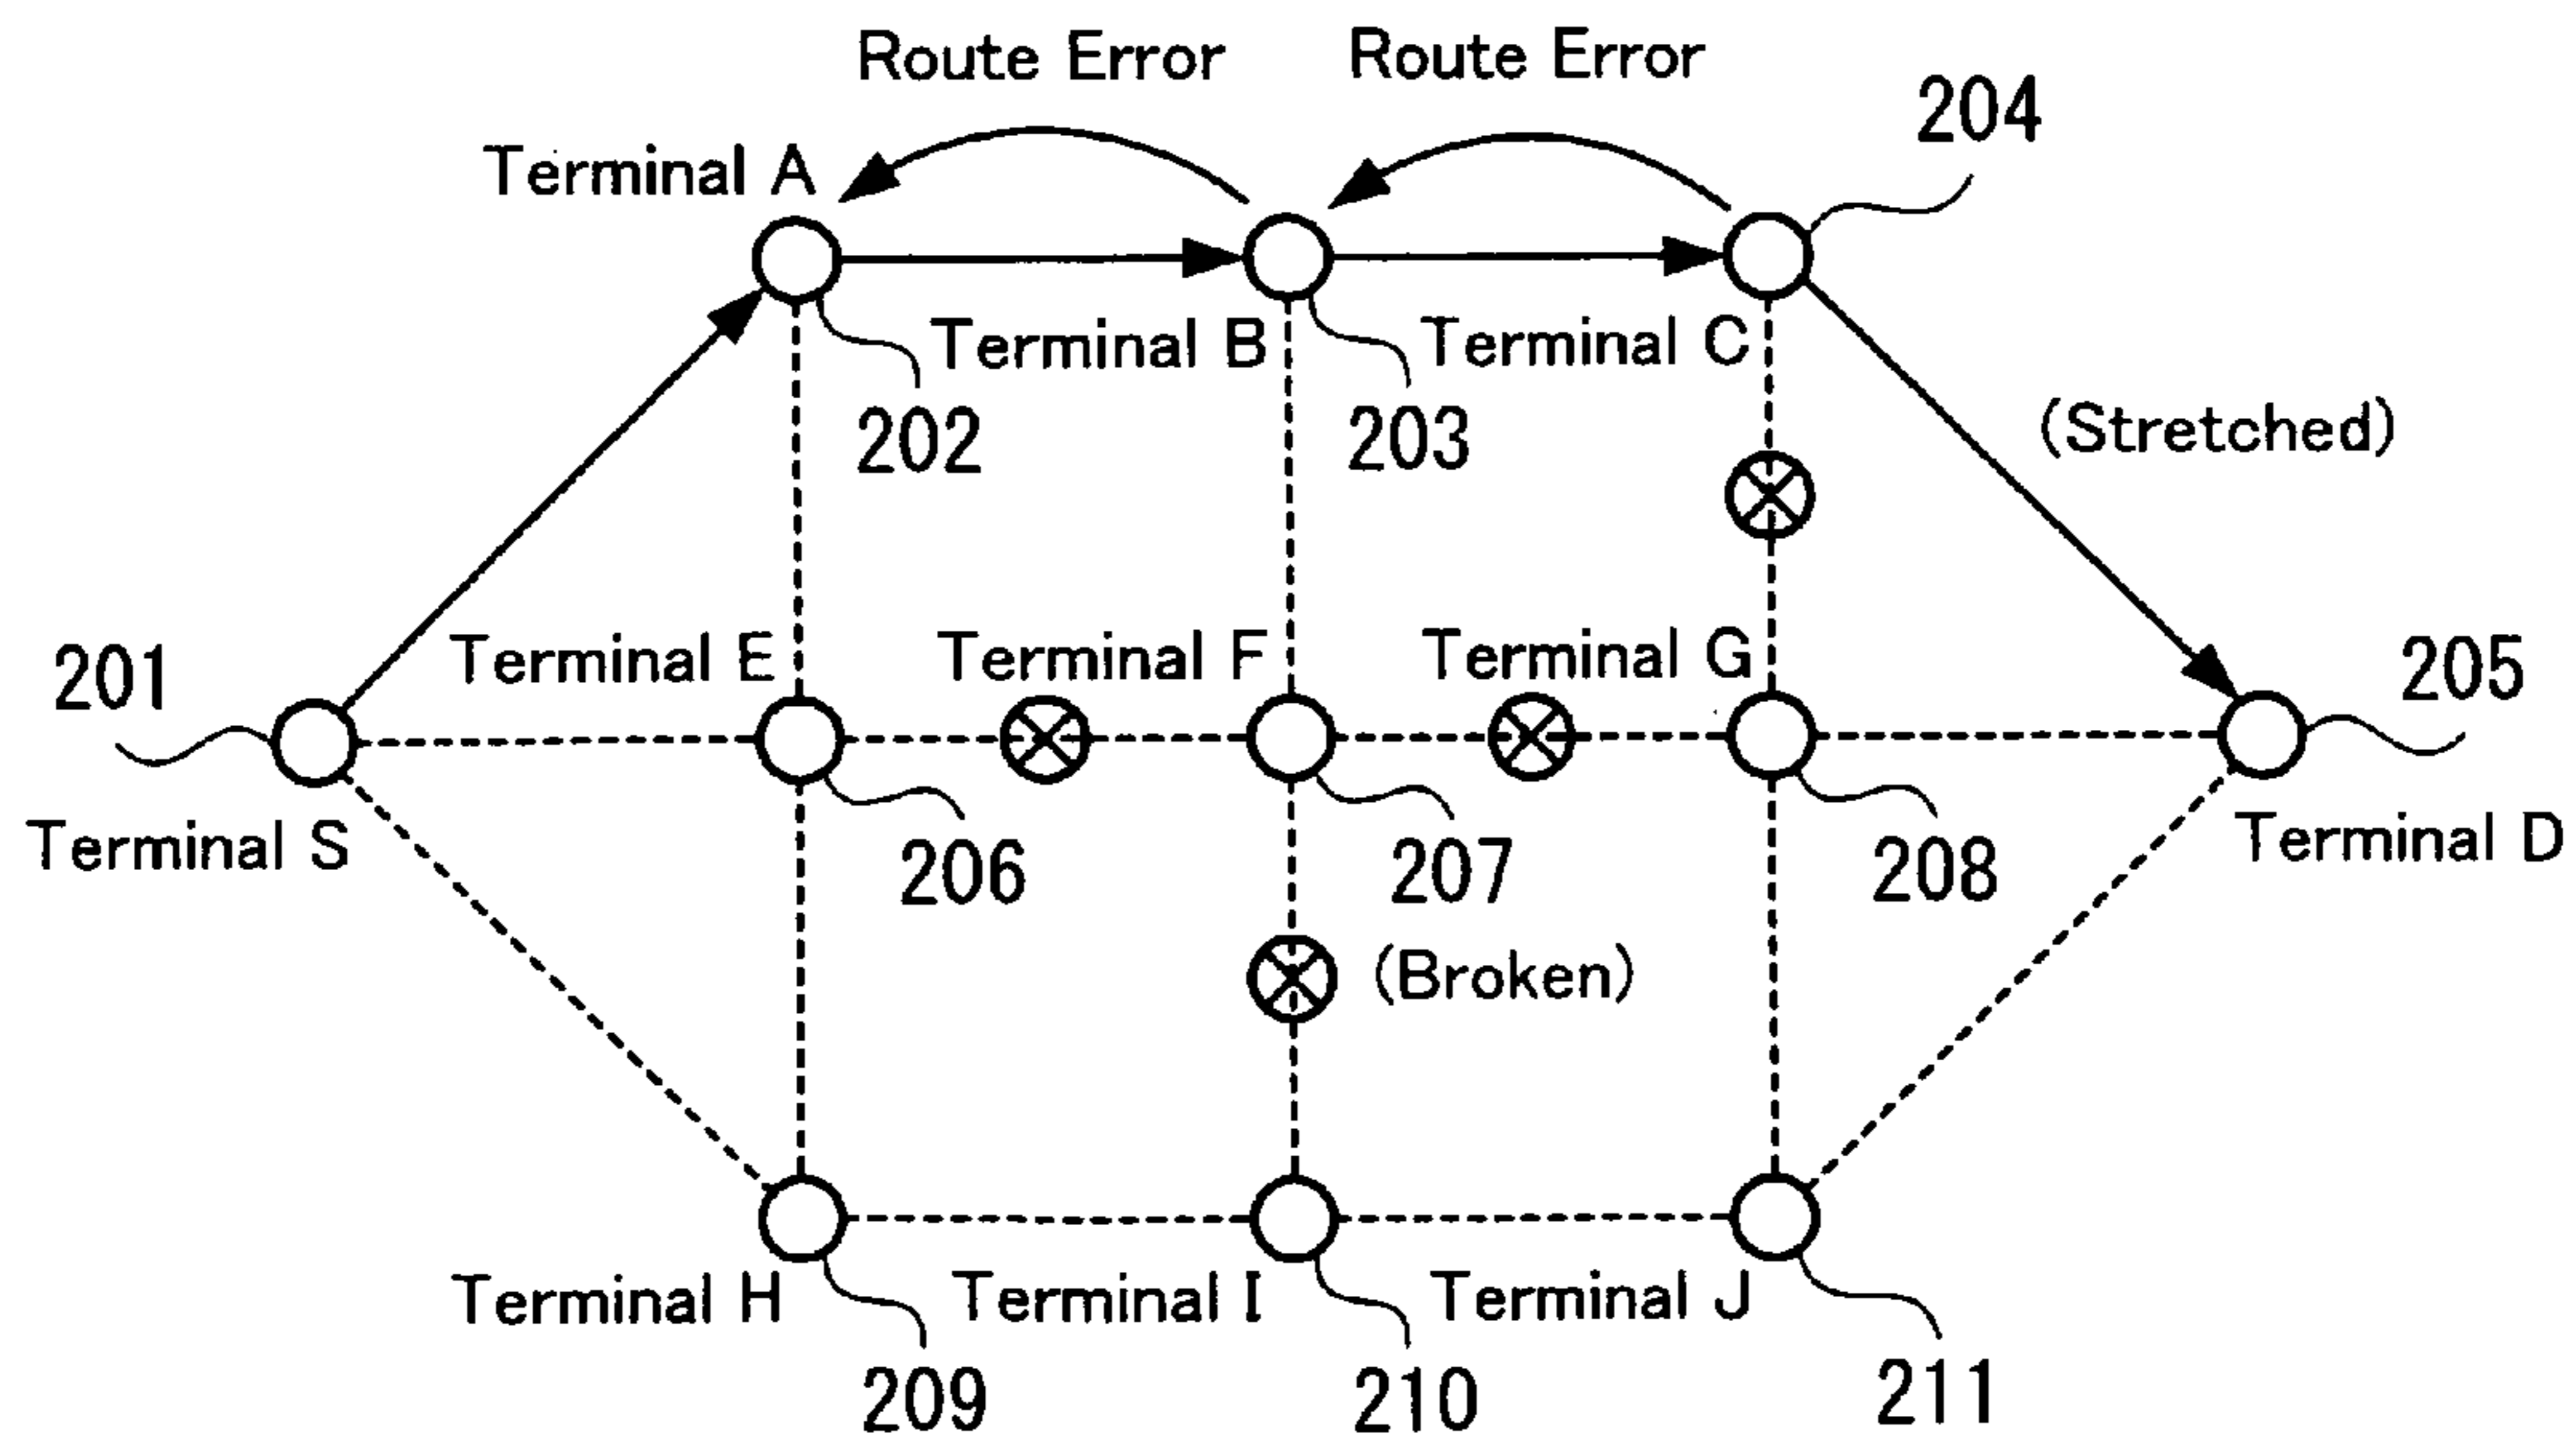 Route Error
Route Error
204
Terminal A
Terminal B
Terminal C
202
203
(Stretched)
201
Terminal E
Terminal F
Terminal G
205
Terminal S
206
207
208
Terminal D
(Broken)
Terminal H
Terminal I
Terminal J
209
210
211